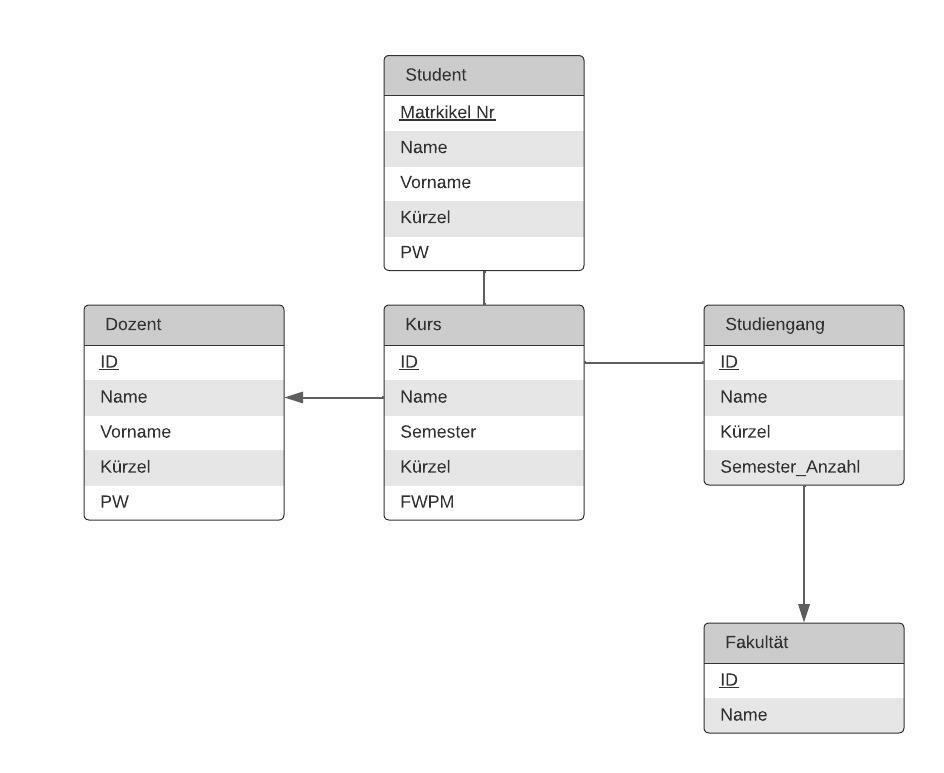 Student
Matrkikel Nr
Name
Vorname
Kürzel
PW
Dozent
ID
Name
Vorname
Kürzel
PW
Kurs
ID
Name
Semester
Kürzel
FWPM
Studiengang
ID
Name
Kürzel
Semester_Anzahl
Fakultät
ID
Name